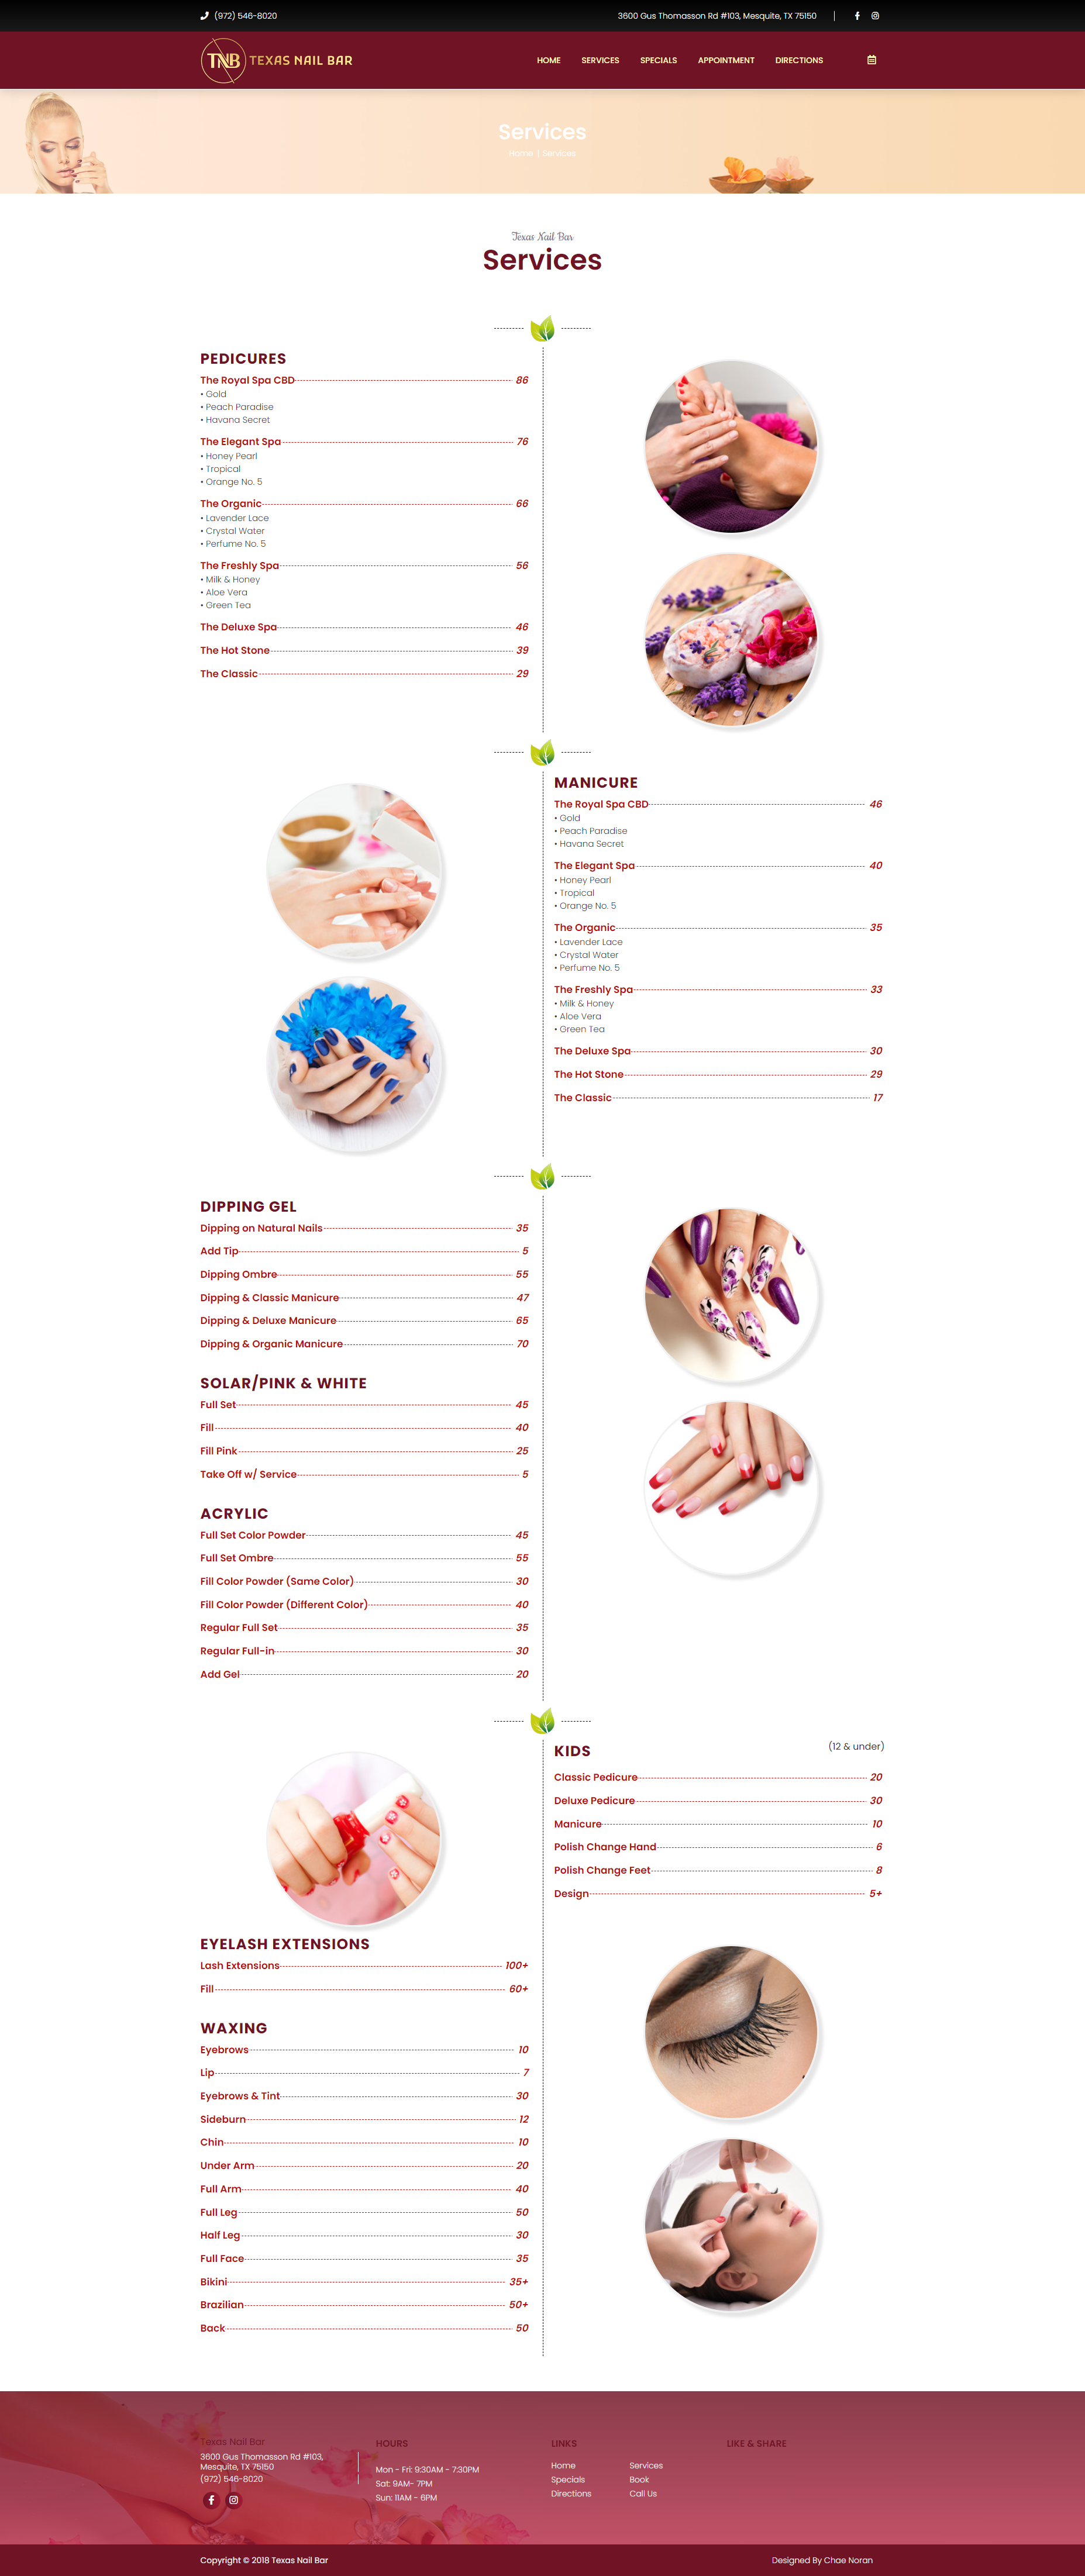 (972) 546-8020
3600 Gus Thomasson Rd #103, Mesquite, TX 75150
TNB TEXAS NAIL BAR
HOME SERVICES SPECIALS APPOINTMENT DIRECTIONS
Services
Home | Services
Texas Nail Bar
Services
PEDICURES
The Royal Spa CBD 86
• Gold
• Peach Paradise
• Havana Secret
The Elegant Spa 76
• Honey Pearl
• Tropical
• Orange No. 5
The Organic 66
• Lavender Lace
• Crystal Water
• Perfume No. 5
The Freshly Spa 56
• Milk & Honey
• Aloe Vera
• Green Tea
The Deluxe Spa 46
The Hot Stone 39
The Classic 29
MANICURE
The Royal Spa CBD 46
• Gold
• Peach Paradise
• Havana Secret
The Elegant Spa 40
• Honey Pearl
• Tropical
• Orange No. 5
The Organic 35
• Lavender Lace
• Crystal Water
• Perfume No. 5
The Freshly Spa 33
• Milk & Honey
• Aloe Vera
• Green Tea
The Deluxe Spa 30
The Hot Stone 29
The Classic 17
DIPPING GEL
Dipping on Natural Nails 35
Add Tip 5
Dipping Ombre 55
Dipping & Classic Manicure 47
Dipping & Deluxe Manicure 65
Dipping & Organic Manicure 70
SOLAR/PINK & WHITE
Full Set 45
Fill 40
Fill Pink 25
Take Off w/ Service 5
ACRYLIC
Full Set Color Powder 45
Full Set Ombre 55
Fill Color Powder (Same Color) 30
Fill Color Powder (Different Color) 40
Regular Full Set 35
Regular Full-in 30
Add Gel 20
KIDS (12 & under)
Classic Pedicure 20
Deluxe Pedicure 30
Manicure 10
Polish Change Hand 6
Polish Change Feet 8
Design 5+
EYELASH EXTENSIONS
Lash Extensions 100+
Fill 60+
WAXING
Eyebrows 10
Lip 7
Eyebrows & Tint 30
Sideburn 12
Chin 10
Under Arm 20
Full Arm 40
Full Leg 50
Half Leg 30
Full Face 35
Bikini 35+
Brazilian 50+
Back 50
Texas Nail Bar
3600 Gus Thomasson Rd #103,
Mesquite, TX 75150
(972) 546-8020
HOURS
Mon - Fri: 9:30AM - 7:30PM
Sat: 9AM- 7PM
Sun: 11AM - 6PM
LINKS
Home Services
Specials Book
Directions Call Us
LIKE & SHARE
Copyright © 2018 Texas Nail Bar
Designed By Chae Noran